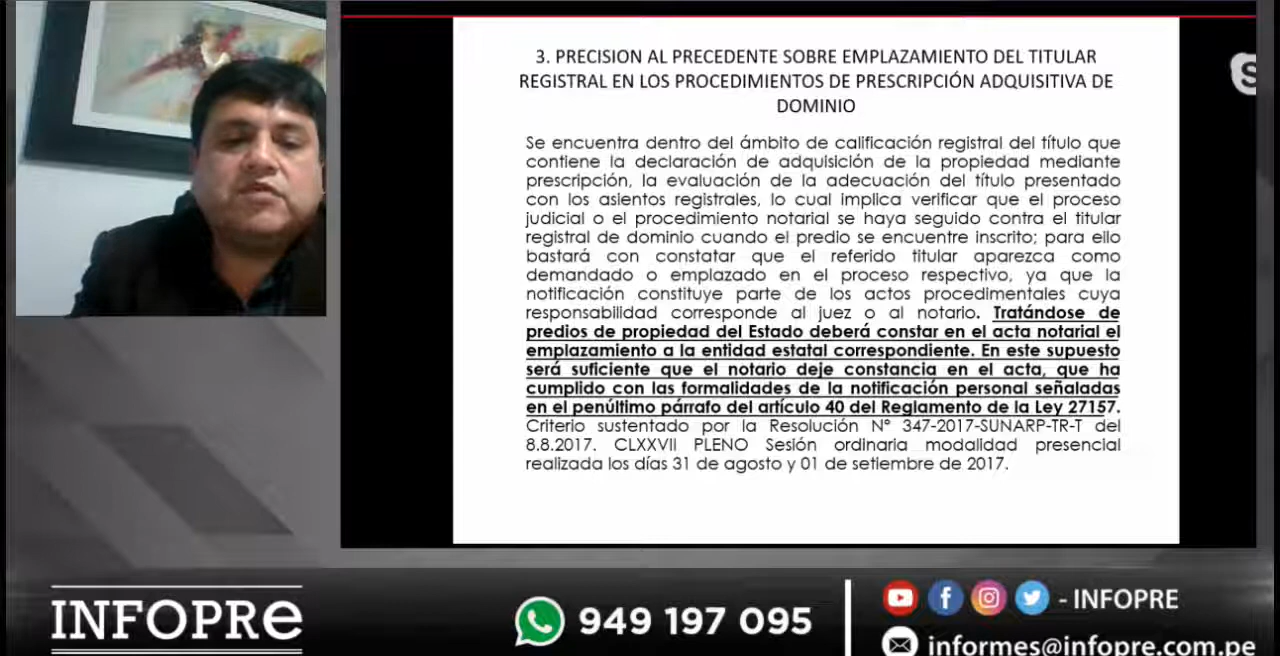 3. PRECISION AL PRECEDENTE SOBRE EMPLAZAMIENTO DEL TITULAR
REGISTRAL EN LOS PROCEDIMIENTOS DE PRESCRIPCIÓN ADQUISITIVA DE
DOMINIO
Se encuentra dentro del ámbito de calificación registral del título que
contiene la declaración de adquisición de la propiedad mediante
prescripción, la evaluación de la adecuación del título presentado
con los asientos registrales, lo cual implica verificar que el proceso
judicial o el procedimiento notarial se haya seguido contra el titular
registral de dominio cuando el predio se encuentre inscrito; para ello
bastará con constatar que el referido titular aparezca como
demandado o emplazado en el proceso respectivo, ya que la
notificación constituye parte de los actos procedimentales cuya
responsabilidad corresponde al juez o al notario. Tratándose de
predios de propiedad del Estado deberá constar en el acta notarial el
emplazamiento a la entidad estatal correspondiente. En este supuesto
será suficiente que el notario deje constancia en el acta, que ha
cumplido con las formalidades de la notificación personal señaladas
en el penúltimo párrafo del artículo 40 del Reglamento de la Ley 27157.
Criterio sustentado por la Resolución N° 347-2017-SUNARP-TR-T del
8.8.2017. CLXXVII PLENO Sesión ordinaria modalidad presencial
realizada los días 31 de agosto y 01 de setiembre de 2017.
INFOPRe
949 197 095
- INFOPRE
informes@infopre.com.pe